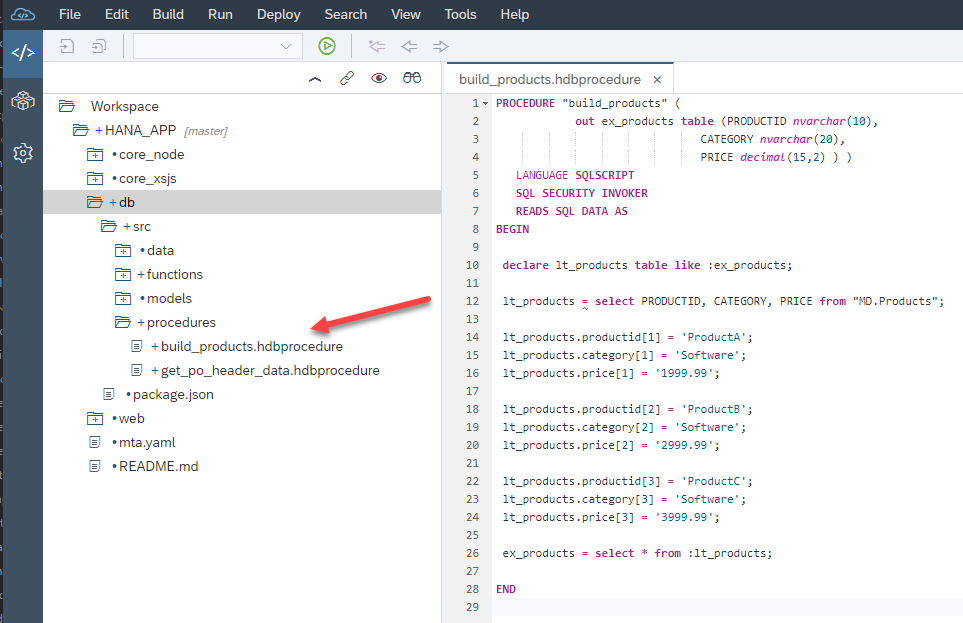 File Edit Build Run Deploy Search View Tools Help
build_products.hdbprocedure ×
Workspace
+HANA_APP [master]
•core_node
•core_xsjs
+db
+src
•data
+functions
•models
+procedures
+build_products.hdbprocedure
+get_po_header_data.hdbprocedure
•package.json
•web
•mta.yaml
•README.md
1 PROCEDURE "build_products" (
2 out ex_products table (PRODUCTID nvarchar(10),
3 CATEGORY nvarchar(20),
4 PRICE decimal(15,2) ) )
5 LANGUAGE SQLSCRIPT
6 SQL SECURITY INVOKER
7 READS SQL DATA AS
8 BEGIN
9
10 declare lt_products table like :ex_products;
11
12 lt_products = select PRODUCTID, CATEGORY, PRICE from "MD.Products";
13
14 lt_products.productid[1] = 'ProductA';
15 lt_products.category[1] = 'Software';
16 lt_products.price[1] = '1999.99';
17
18 lt_products.productid[2] = 'ProductB';
19 lt_products.category[2] = 'Software';
20 lt_products.price[2] = '2999.99';
21
22 lt_products.productid[3] = 'ProductC';
23 lt_products.category[3] = 'Software';
24 lt_products.price[3] = '3999.99';
25
26 ex_products = select * from :lt_products;
27
28 END
29